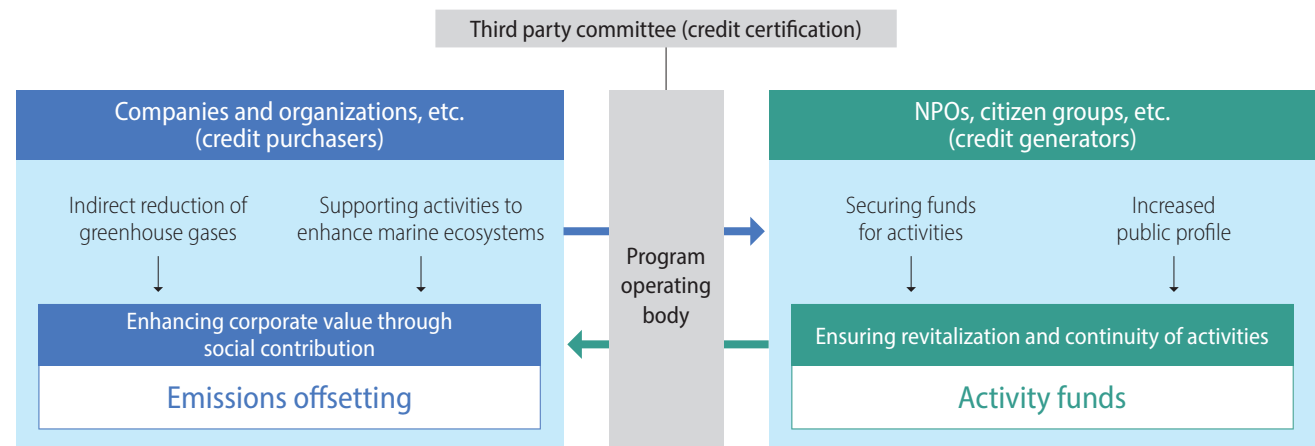 Third party committee (credit certification)
Companies and organizations, etc.
(credit purchasers)
Indirect reduction of
greenhouse gases
Supporting activities to
enhance marine ecosystems
Enhancing corporate value through
social contribution
Emissions offsetting
Program
operating
body
NPOs, citizen groups, etc.
(credit generators)
Securing funds
for activities
Increased
public profile
Ensuring revitalization and continuity of activities
Activity funds